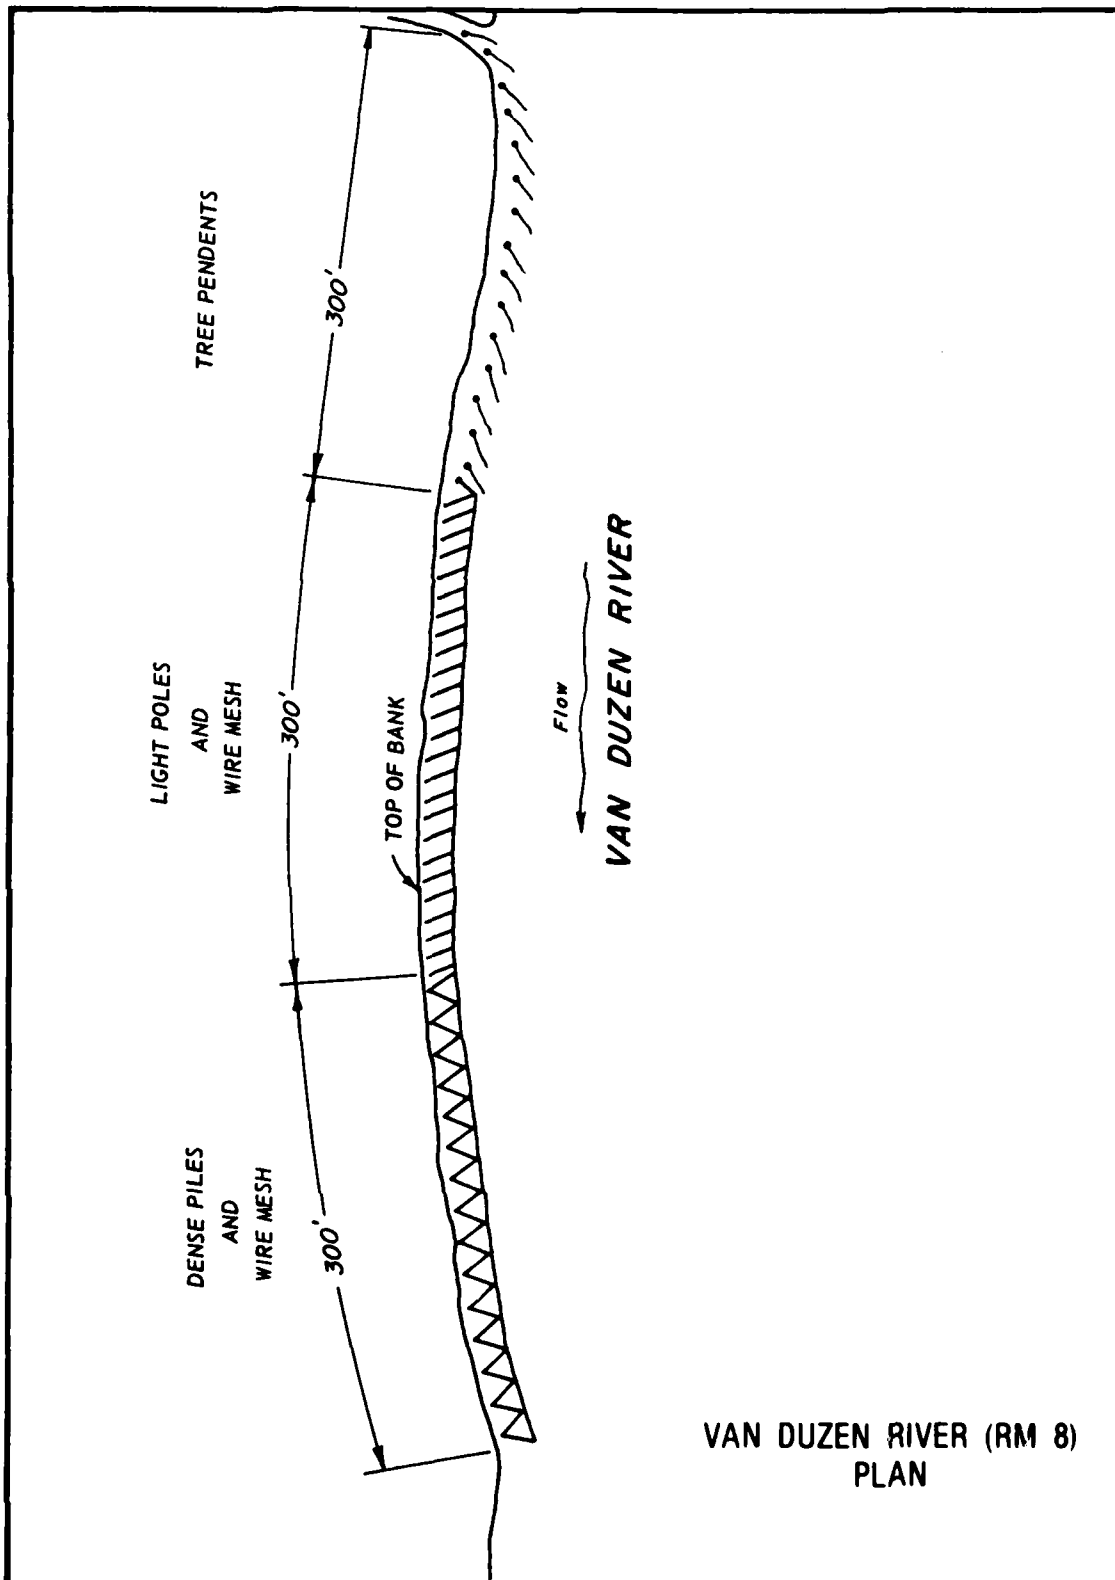 TREE PENDENTS
300'
LIGHT POLES
AND
WIRE MESH
300'
TOP OF BANK
Flow
VAN DUZEN RIVER
DENSE PILES
AND
WIRE MESH
300'
VAN DUZEN RIVER (RM 8)
PLAN